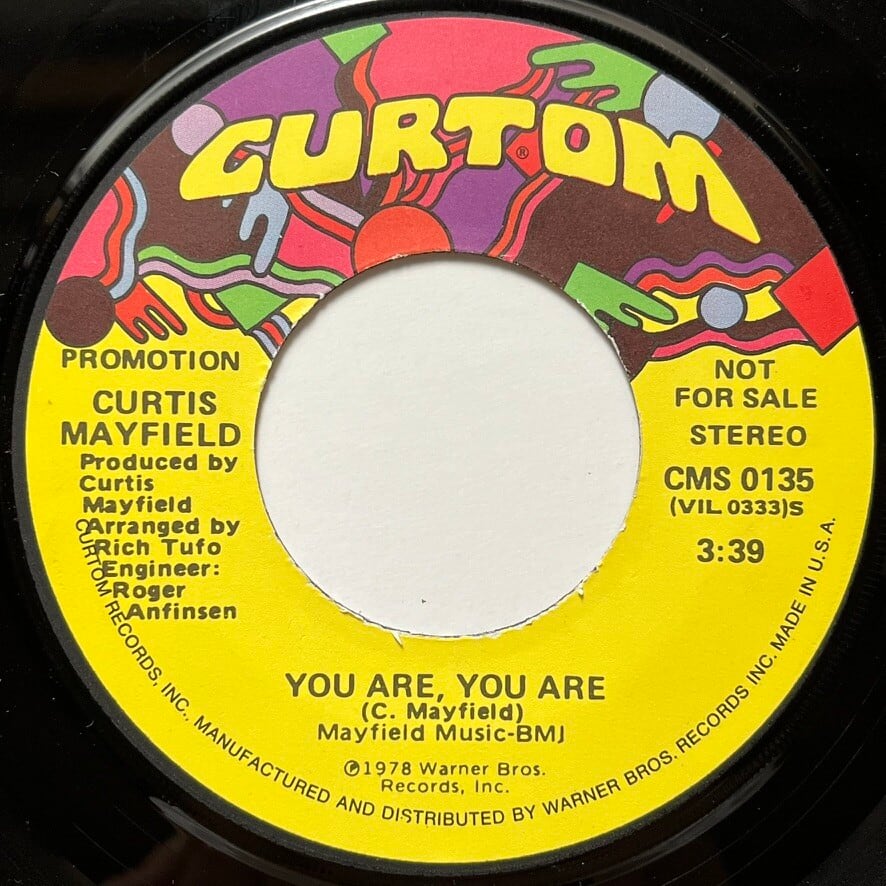 CURTOM®
PROMOTION
CURTIS
MAYFIELD
Produced by
Curtis
Mayfield
Arranged by
Rich Tufo
Engineer:
Roger
Anfinsen
NOT
FOR SALE
STEREO
CMS 0135
(VIL 0333)S
3:39
YOU ARE, YOU ARE
(C. Mayfield)
Mayfield Music-BMJ
℗1978 Warner Bros.
Records, Inc.
CURTOM RECORDS, INC., MANUFACTURED AND DISTRIBUTED BY WARNER BROS. RECORDS INC. MADE IN U.S.A.